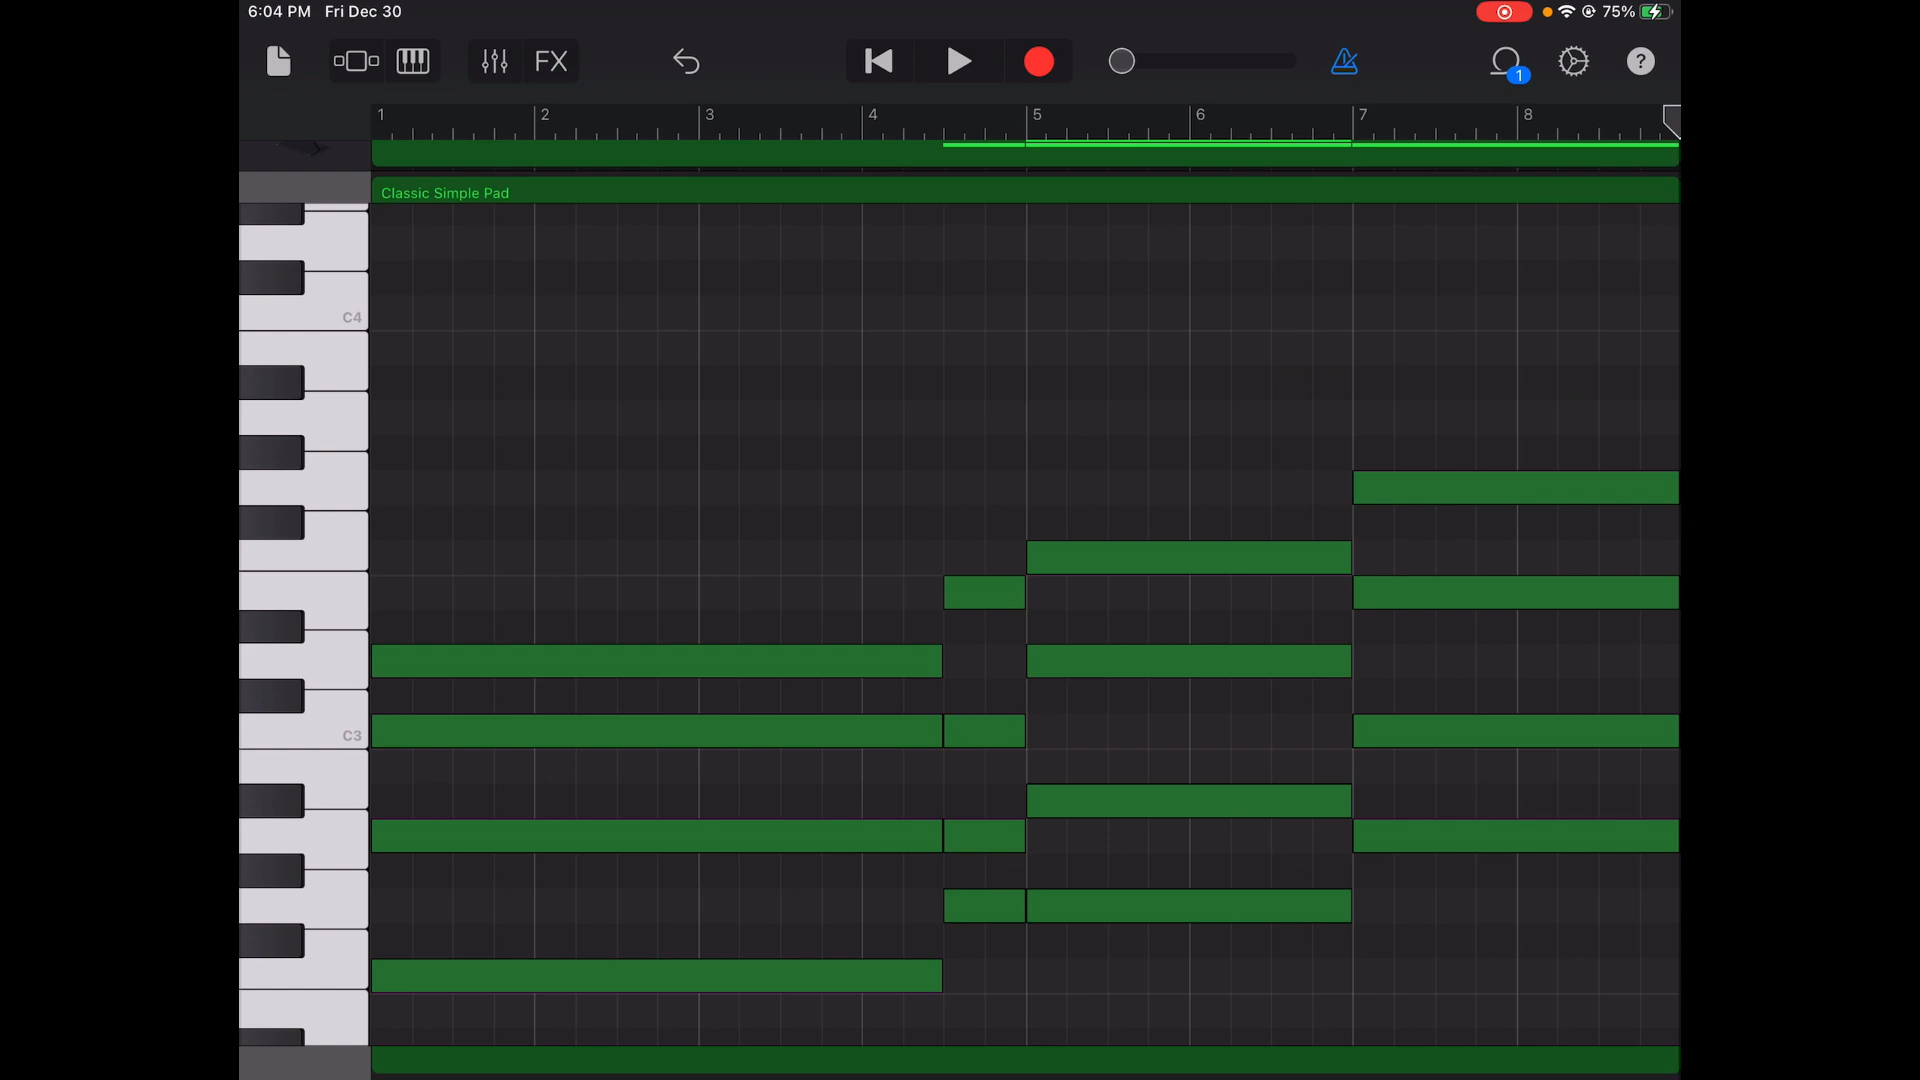 6:04 PM Fri Dec 30 75%
FX 1 ?
1 2 3 4 5 6 7 8
Classic Simple Pad
C4
C3